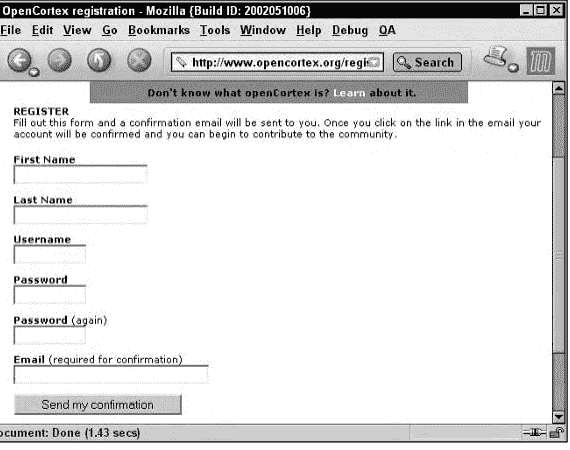 OpenCortex registration - Mozilla {Build ID: 2002051006}
File Edit View Go Bookmarks Tools Window Help Debug QA
http://www.opencortex.org/regi Search
Don't know what openCortex is? Learn about it.
REGISTER
Fill out this form and a confirmation email will be sent to you. Once you click on the link in the email your
account will be confirmed and you can begin to contribute to the community.
First Name
Last Name
Username
Password
Password (again)
Email (required for confirmation)
Send my confirmation
ocument: Done (1.43 secs)